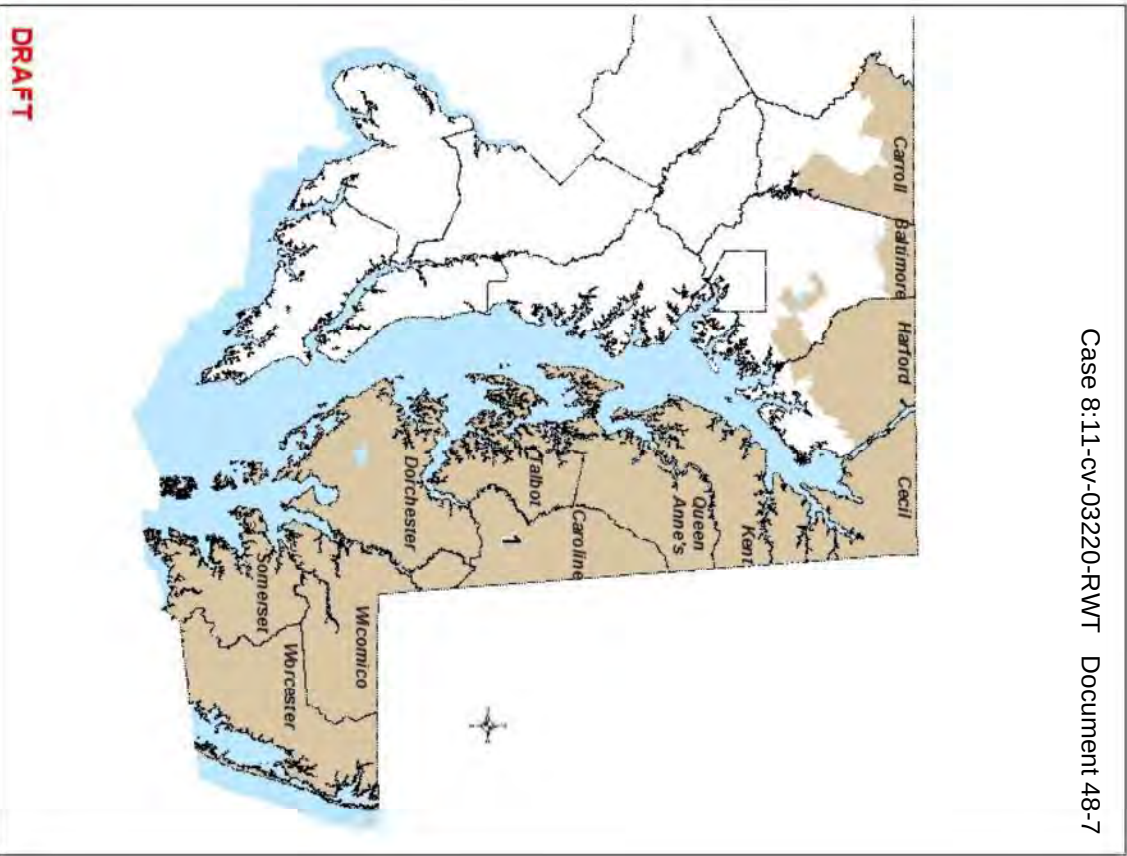 Case 8:11-cv-03220-RWT Document 48-7
Carroll
Baltimore
Harford
Cecil
Kent
Queen
Anne's
Caroline
Talbot
1
Dorchester
Wicomico
Somerset
Worcester
DRAFT